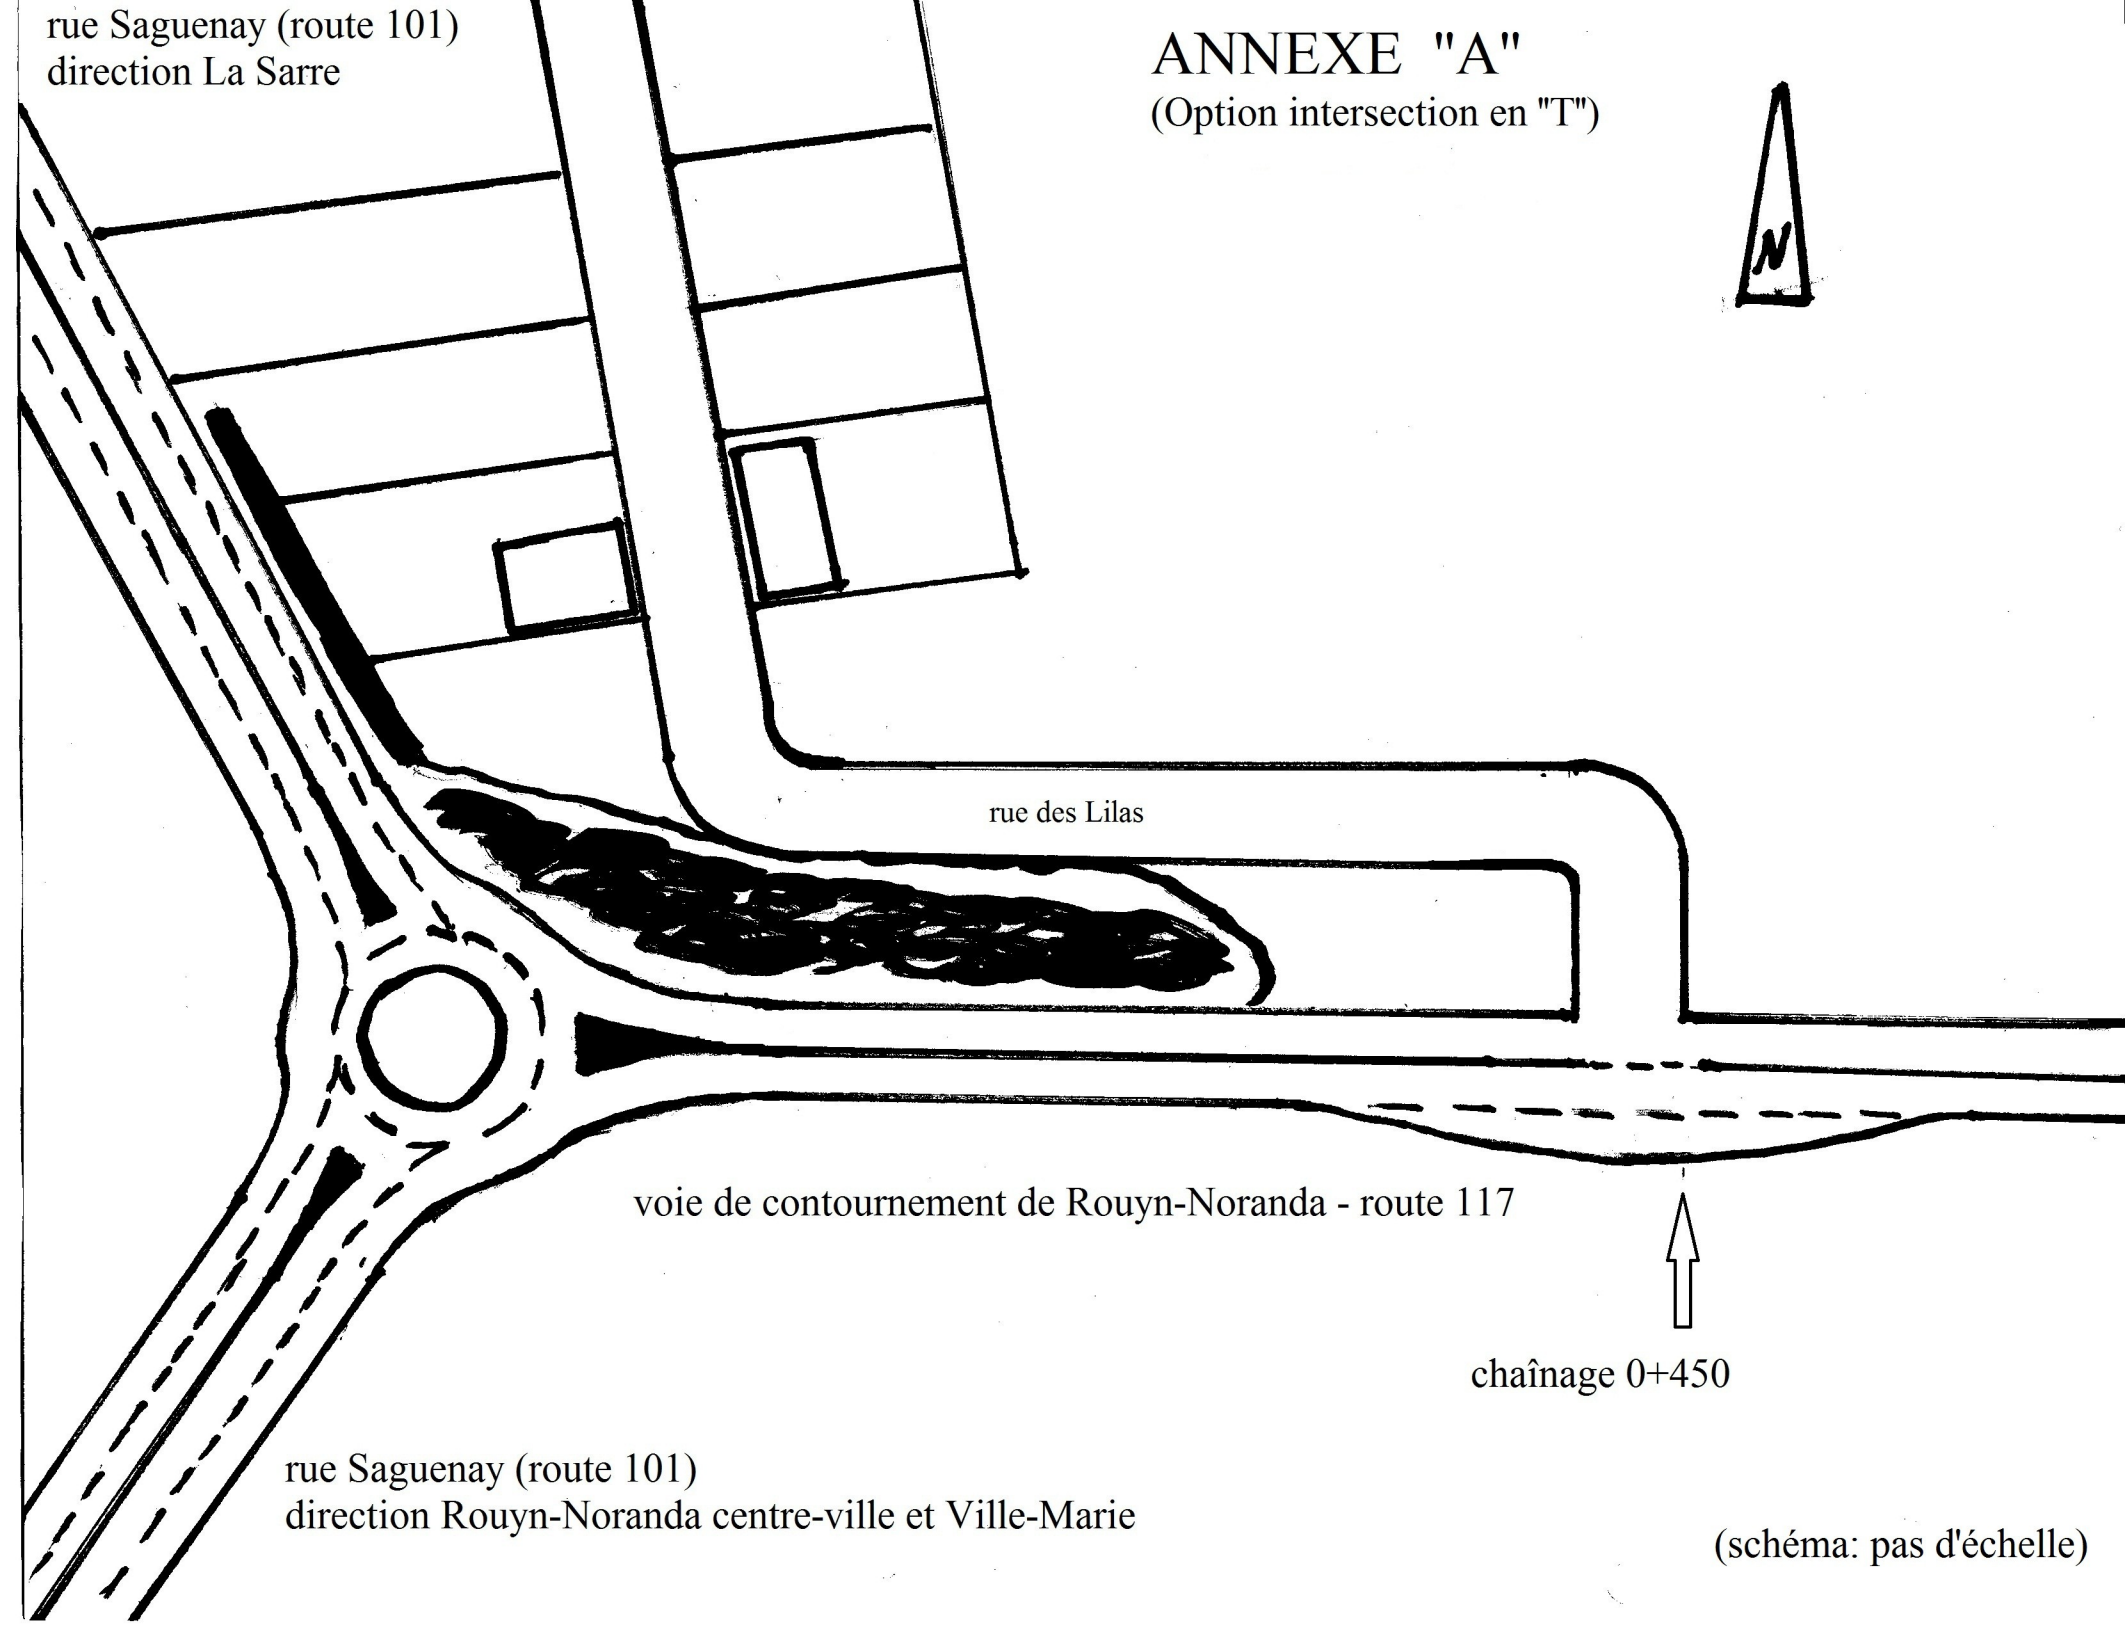 rue Saguenay (route 101)
direction La Sarre
ANNEXE "A"
(Option intersection en "T")
N
rue des Lilas
voie de contournement de Rouyn-Noranda - route 117
chaînage 0+450
rue Saguenay (route 101)
direction Rouyn-Noranda centre-ville et Ville-Marie
(schéma: pas d'échelle)